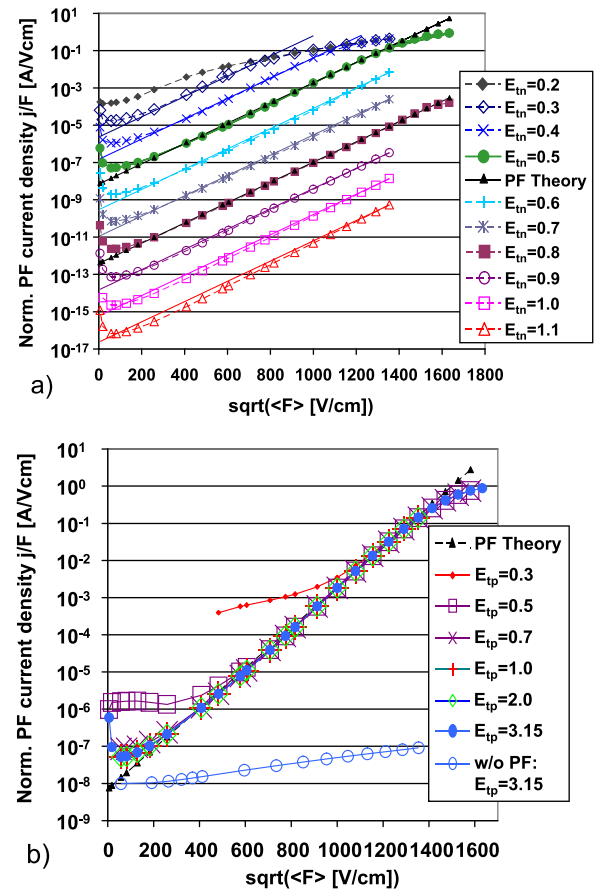 10^1
10^-1
10^-3
10^-5
10^-7
10^-9
10^-11
10^-13
10^-15
10^-17
Norm. PF current density j/F [A/Vcm]
0 200 400 600 800 1000 1200 1400 1600 1800
sqrt(<F> [V/cm])
a)
E_tn=0.2
E_tn=0.3
E_tn=0.4
E_tn=0.5
PF Theory
E_tn=0.6
E_tn=0.7
E_tn=0.8
E_tn=0.9
E_tn=1.0
E_tn=1.1
10^1
10^0
10^-1
10^-2
10^-3
10^-4
10^-5
10^-6
10^-7
10^-8
10^-9
Norm. PF current density j/F [A/Vcm]
0 200 400 600 800 1000 1200 1400 1600
sqrt(<F> [V/cm])
b)
PF Theory
E_tp=0.3
E_tp=0.5
E_tp=0.7
E_tp=1.0
E_tp=2.0
E_tp=3.15
w/o PF:
E_tp=3.15